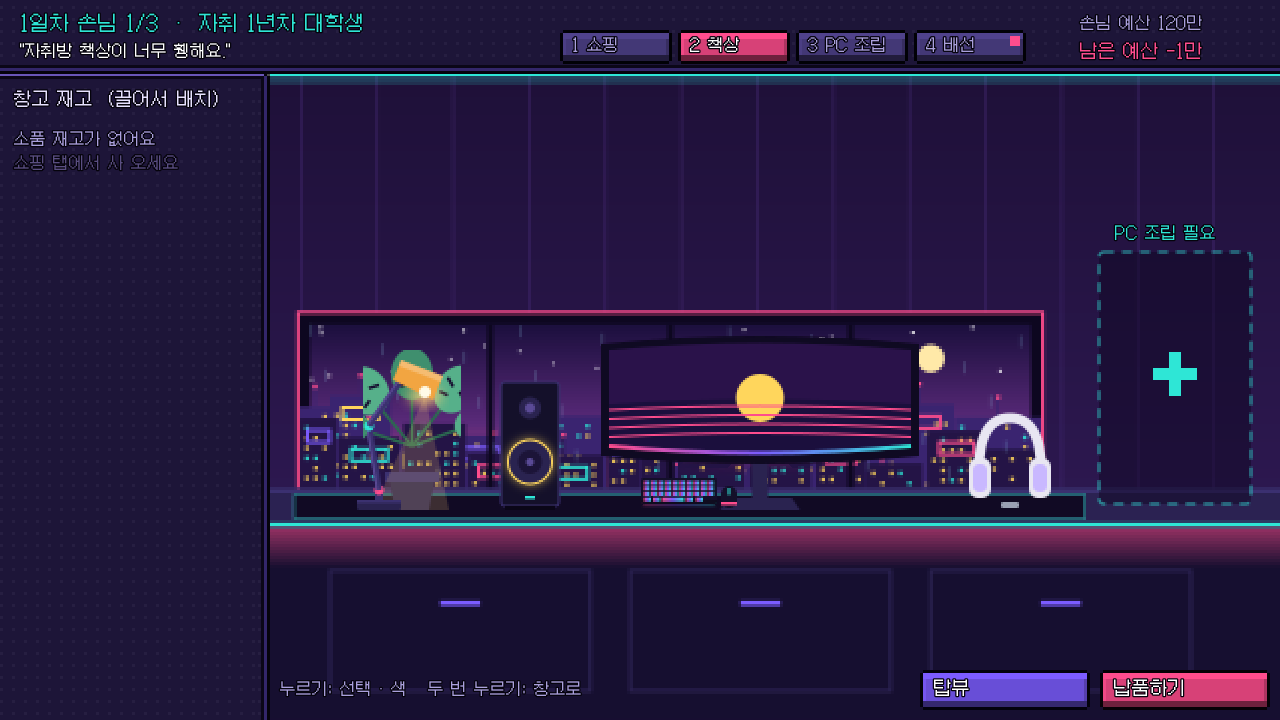 1일차 손님 1/3 · 자취 1년차 대학생
"자취방 책상이 너무 휑해요."
1 쇼핑
2 책상
3 PC 조립
4 배선
손님 예산 120만
남은 예산 -1만
창고 재고 (끌어서 배치)
소품 재고가 없어요
쇼핑 탭에서 사 오세요
PC 조립 필요
누르기: 선택 · 색 두 번 누르기: 창고로
탑뷰
납품하기